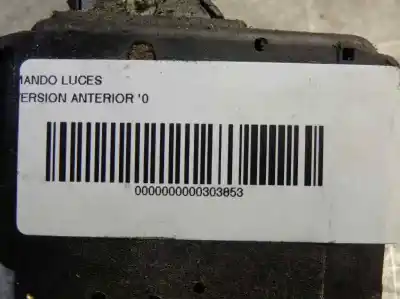 MANDO LUCES
VERSION ANTERIOR '0
0000000000303853